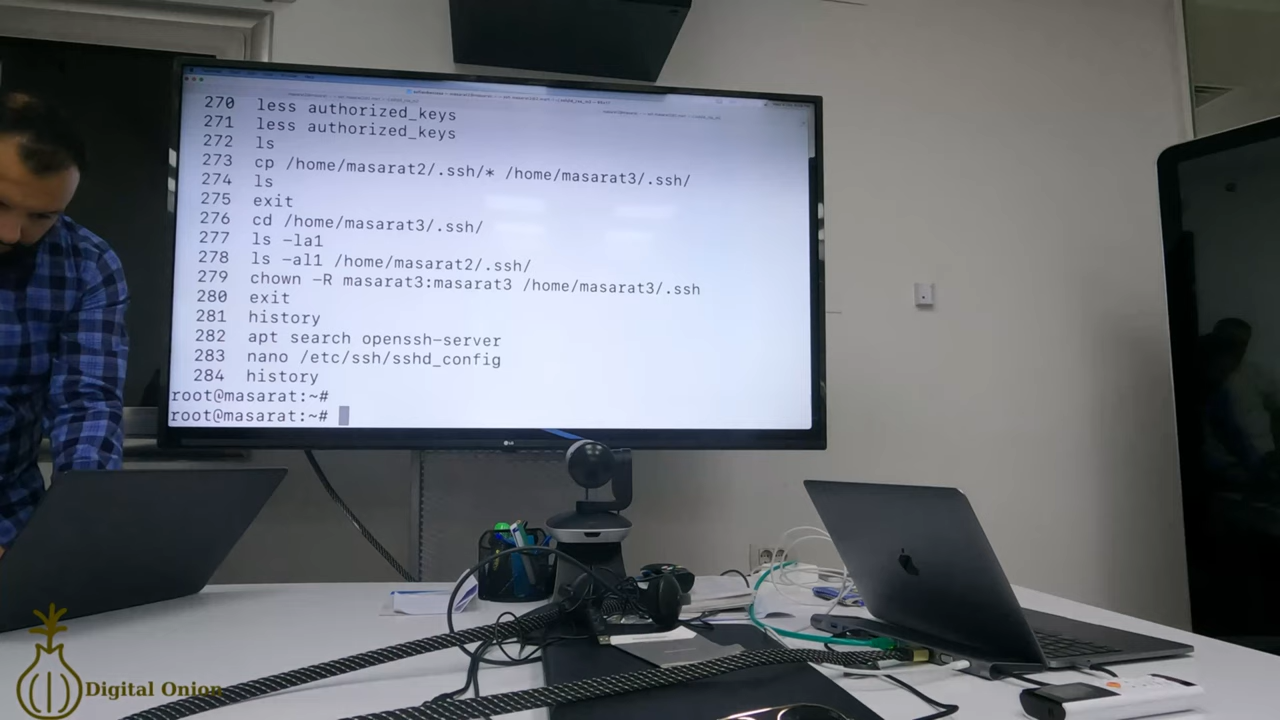 270 less authorized_keys
271 less authorized_keys
272 ls
273 cp /home/masarat2/.ssh/* /home/masarat3/.ssh/
274 ls
275 exit
276 cd /home/masarat3/.ssh/
277 ls -la1
278 ls -al1 /home/masarat2/.ssh/
279 chown -R masarat3:masarat3 /home/masarat3/.ssh
280 exit
281 history
282 apt search openssh-server
283 nano /etc/ssh/sshd_config
284 history
root@masarat:~#
root@masarat:~#
LG
Digital Onion